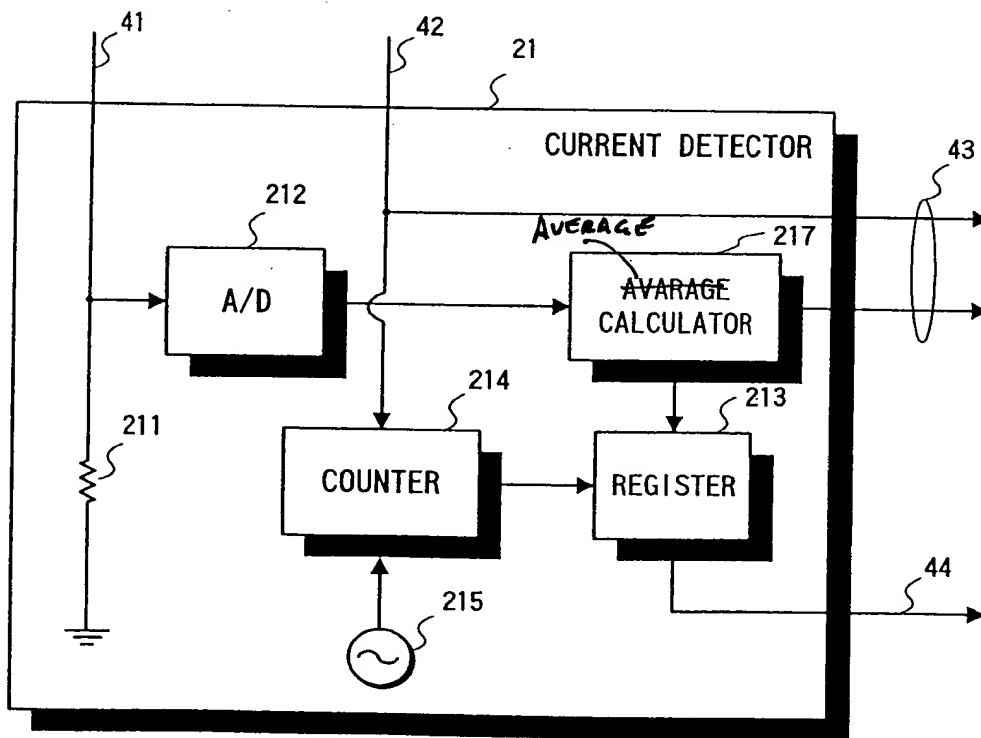 41
42
21
CURRENT DETECTOR
43
212
AVERAGE
217
A/D
AVARAGE
CALCULATOR
214
213
211
COUNTER
REGISTER
215
44